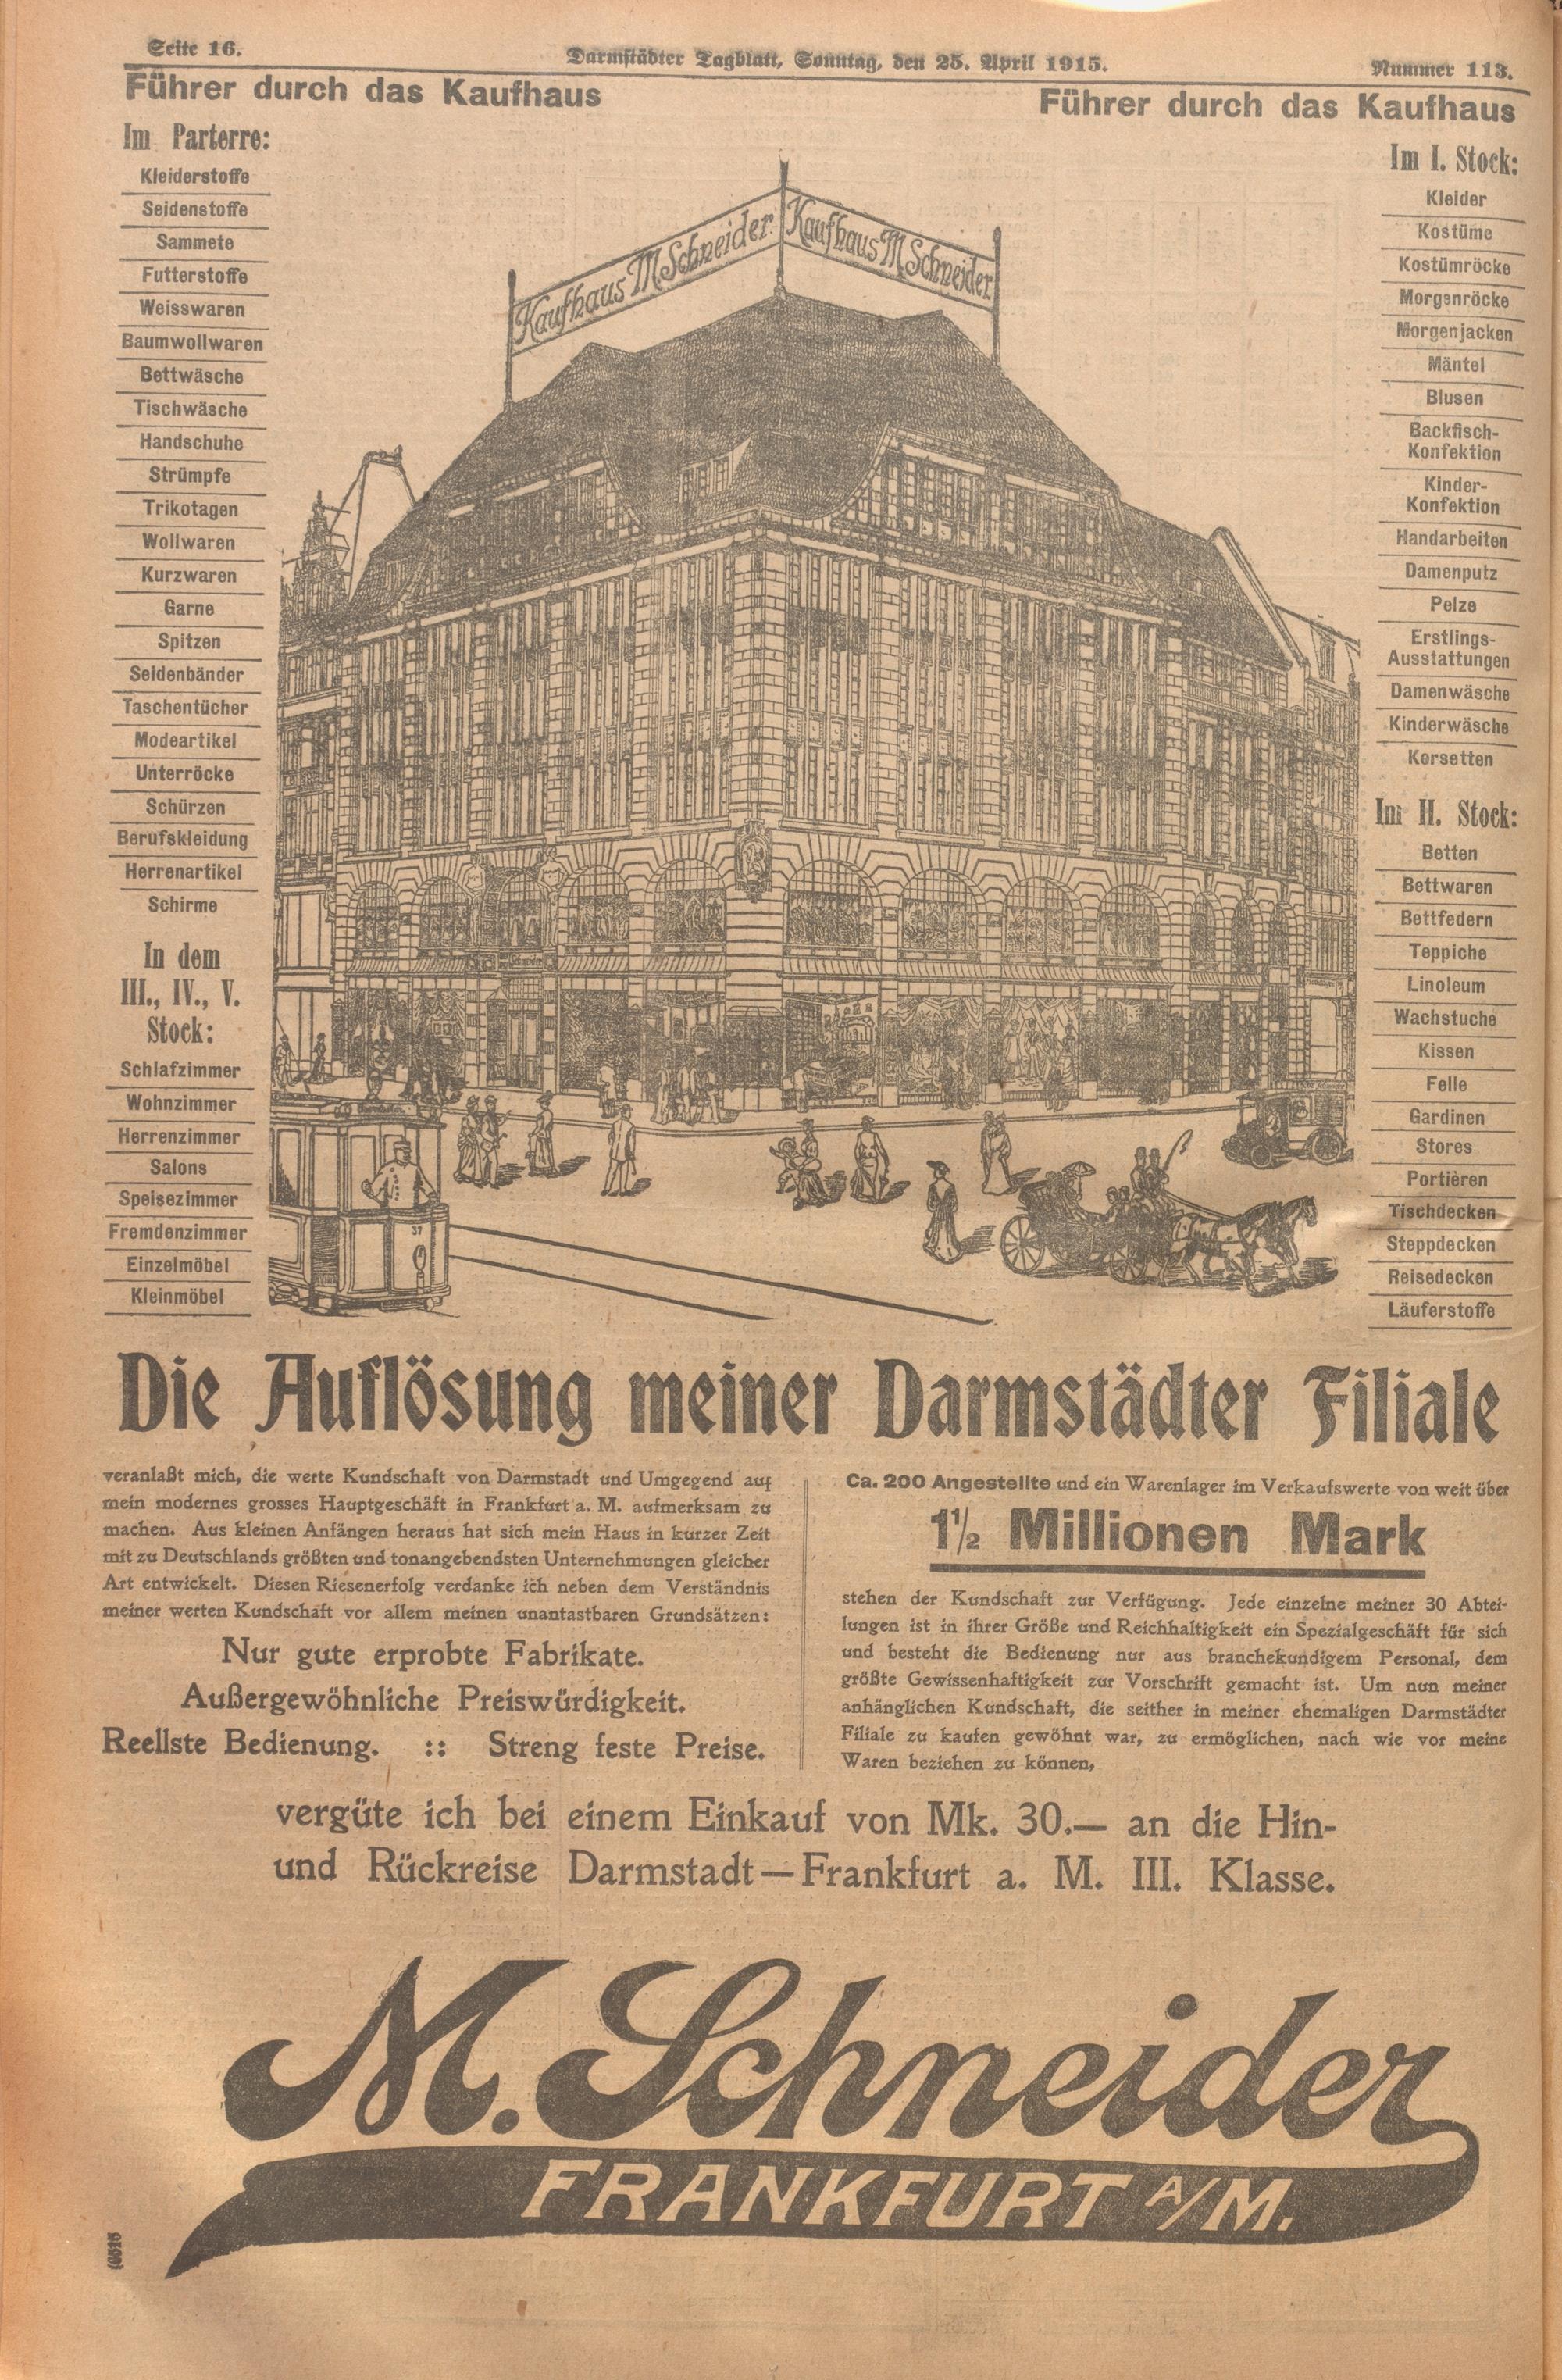 Seite 16.
Darmstädter Tagblatt, Sonntag, den 25. April 1915.
Nummer 113.
Führer durch das Kaufhaus
Im Parterre:
Kleiderstoffe
Seidenstoffe
Sammete
Futterstoffe
Weisswaren
Baumwollwaren
Bettwäsche
Tischwäsche
Handschuhe
Strümpfe
Trikotagen
Wollwaren
Kurzwaren
Garne
Spitzen
Seidenbänder
Taschentücher
Modeartikel
Unterröcke
Schürzen
Berufskleidung
Herrenartikel
Schirme
In dem
III., IV., V.
Stock:
Schlafzimmer
Wohnzimmer
Herrenzimmer
Salons
Speisezimmer
Fremdenzimmer
Einzelmöbel
Kleinmöbel
Kaufhaus M. Schneider
Kaufhaus M. Schneider
37
Führer durch das Kaufhaus
Im I. Stock:
Kleider
Kostüme
Kostümröcke
Morgenröcke
Morgenjacken
Mäntel
Blusen
Backfisch-
Konfektion
Kinder-
Konfektion
Handarbeiten
Damenputz
Pelze
Erstlings-
Ausstattungen
Damenwäsche
Kinderwäsche
Korsetten
Im II. Stock:
Betten
Bettwaren
Bettfedern
Teppiche
Linoleum
Wachstuche
Kissen
Felle
Gardinen
Stores
Portièren
Tischdecken
Steppdecken
Reisedecken
Läuferstoffe
Die Auflösung meiner Darmstädter Filiale
veranlaßt mich, die werte Kundschaft von Darmstadt und Umgegend auf
mein modernes grosses Hauptgeschäft in Frankfurt a. M. aufmerksam zu
machen. Aus kleinen Anfängen heraus hat sich mein Haus in kurzer Zeit
mit zu Deutschlands größten und tonangebendsten Unternehmungen gleicher
Art entwickelt. Diesen Riesenerfolg verdanke ich neben dem Verständnis
meiner werten Kundschaft vor allem meinen unantastbaren Grundsätzen:
Nur gute erprobte Fabrikate.
Außergewöhnliche Preiswürdigkeit.
Reellste Bedienung. :: Streng feste Preise.
Ca. 200 Angestellte und ein Warenlager im Verkaufswerte von weit über
1½ Millionen Mark
stehen der Kundschaft zur Verfügung. Jede einzelne meiner 30 Abtei-
lungen ist in ihrer Größe und Reichhaltigkeit ein Spezialgeschäft für sich
und besteht die Bedienung nur aus branchekundigem Personal, dem
größte Gewissenhaftigkeit zur Vorschrift gemacht ist. Um nun meiner
anhänglichen Kundschaft, die seither in meiner ehemaligen Darmstädter
Filiale zu kaufen gewöhnt war, zu ermöglichen, nach wie vor meine
Waren beziehen zu können,
vergüte ich bei einem Einkauf von Mk. 30.— an die Hin-
und Rückreise Darmstadt—Frankfurt a. M. III. Klasse.
M. Schneider
FRANKFURT A/M.